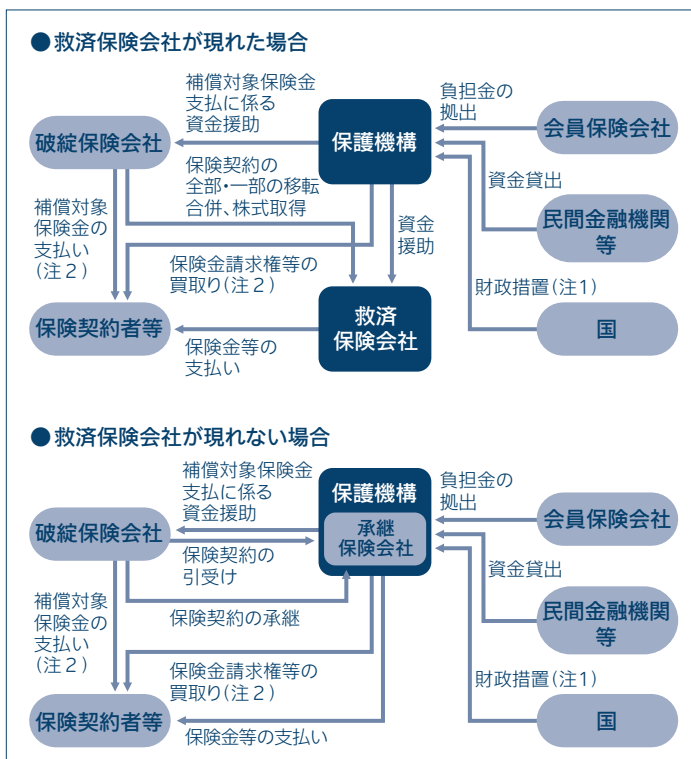 ●救済保険会社が現れた場合
補償対象保険金
支払に係る
資金援助
負担金の
拠出
破綻保険会社
保護機構
会員保険会社
保険契約の
全部・一部の移転
合併、株式取得
資金貸出
補償対象
保険金の
支払い
(注2)
資金
援助
民間金融機関
等
保険金請求権等の
買取り(注2)
財政措置(注1)
保険契約者等
救済
保険会社
国
保険金等の
支払い
●救済保険会社が現れない場合
補償対象保険金
支払に係る
資金援助
保護機構
負担金の
拠出
破綻保険会社
承継
保険会社
会員保険会社
保険契約の
引受け
資金貸出
補償対象
保険金の
支払い
(注2)
保険契約の承継
民間金融機関
等
保険金請求権等の
買取り(注2)
財政措置(注1)
保険契約者等
国
保険金等の支払い